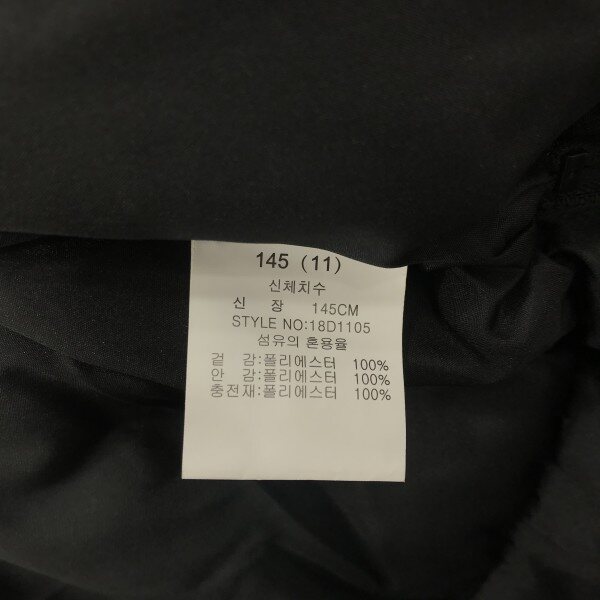 145 (11)
신체치수
신 장 145CM
STYLE NO:18D1105
섬유의 혼용율
겉 감:폴리에스터 100%
안 감:폴리에스터 100%
충전재:폴리에스터 100%